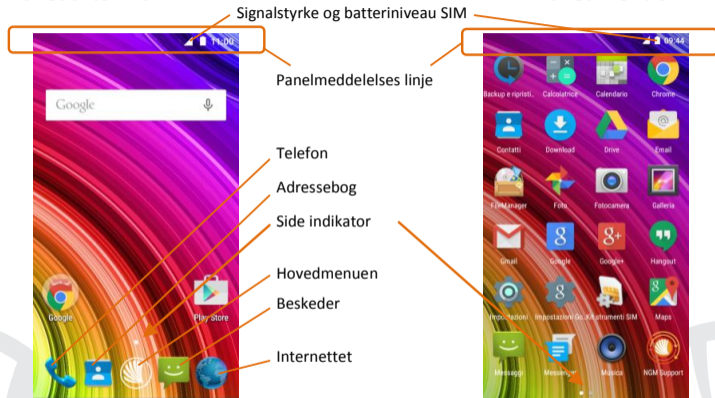 Signalstyrke og batteriniveau SIM
11:00
09:44
Panelmeddelelses linje
Google
Telefon
Adressebog
Side indikator
Hovedmenuen
Beskeder
Internettet
Google
Play Store
Backup e ripristi..
Calcolatrice
Calendario
Chrome
Contatti
Download
Drive
Email
FileManager
Foto
Fotocamera
Galleria
Gmail
Google
Google+
Hangout
Impostazioni
Impostazioni Go..
Kit strumenti SIM
Maps
Messaggi
Messenger
Musica
NGM Support